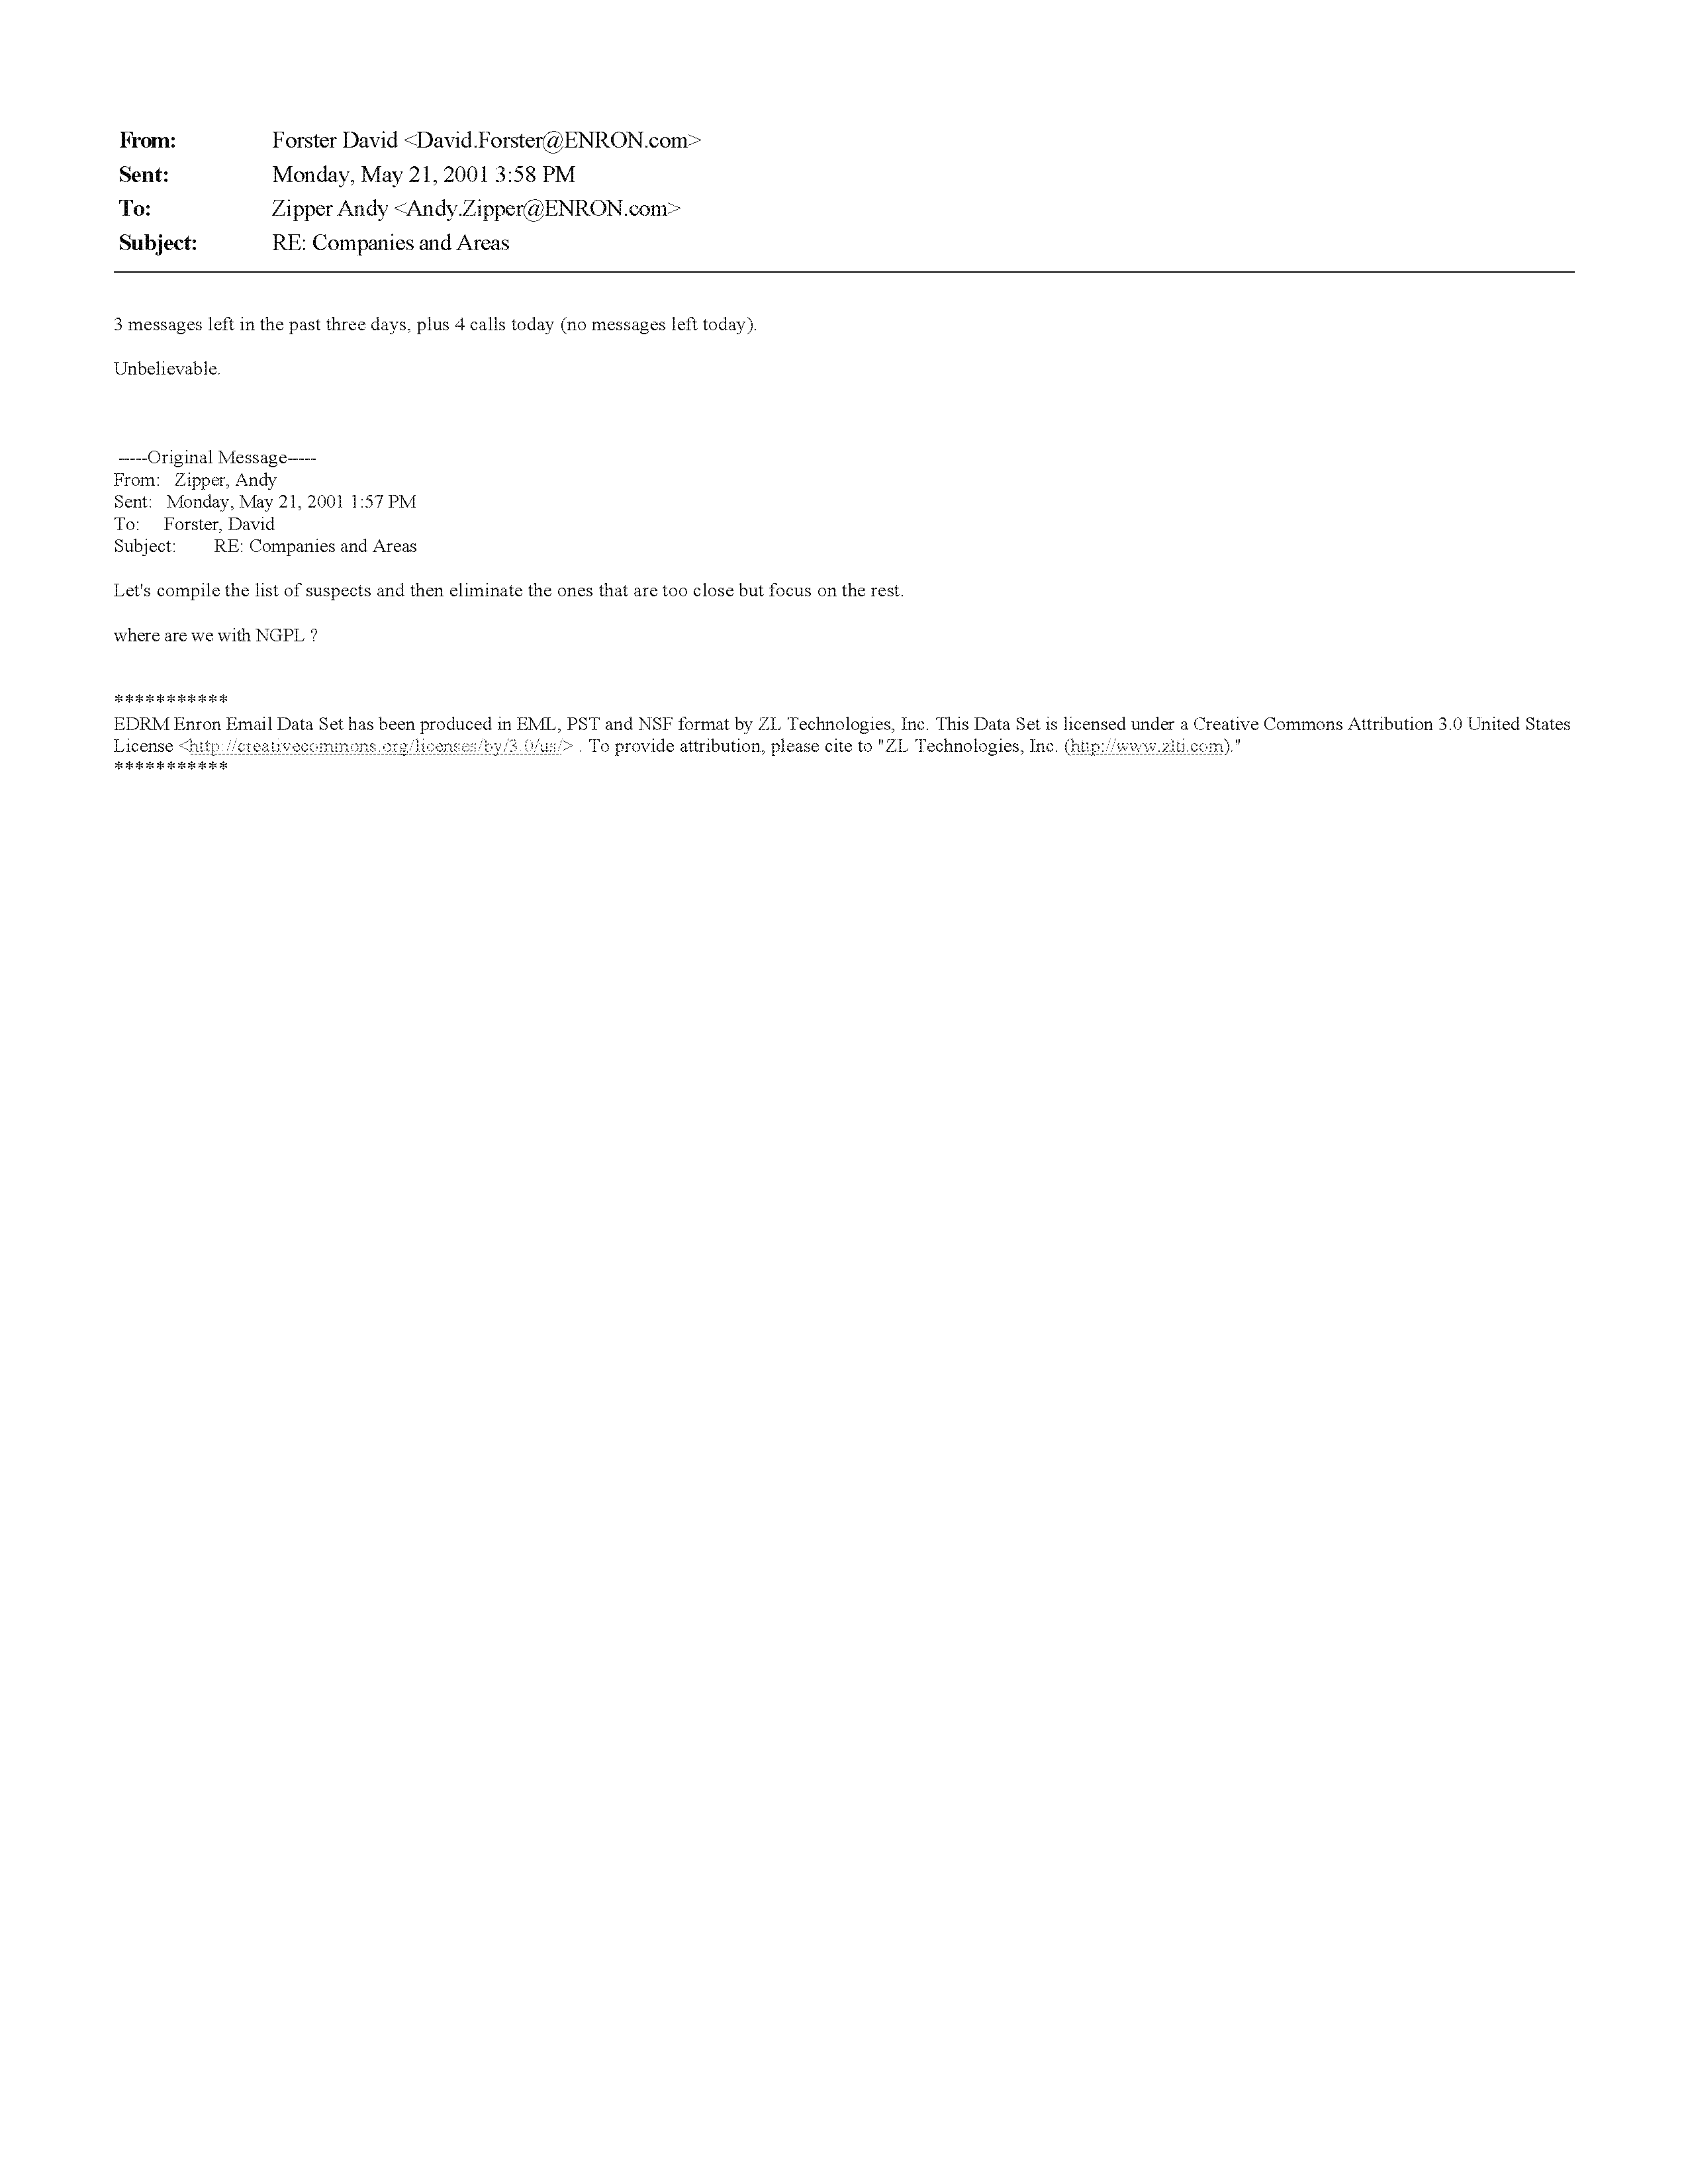 From: Forster David <David.Forster@ENRON.com>
Sent: Monday, May 21, 2001 3:58 PM
To: Zipper Andy <Andy.Zipper@ENRON.com>
Subject: RE: Companies and Areas
3 messages left in the past three days, plus 4 calls today (no messages left today).
Unbelievable.
-----Original Message-----
From: Zipper, Andy
Sent: Monday, May 21, 2001 1:57 PM
To: Forster, David
Subject: RE: Companies and Areas
Let's compile the list of suspects and then eliminate the ones that are too close but focus on the rest.
where are we with NGPL ?
***********
EDRM Enron Email Data Set has been produced in EML, PST and NSF format by ZL Technologies, Inc. This Data Set is licensed under a Creative Commons Attribution 3.0 United States
License <http://creativecommons.org/licenses/by/3.0/us/> . To provide attribution, please cite to "ZL Technologies, Inc. (http://www.zlti.com)."
***********